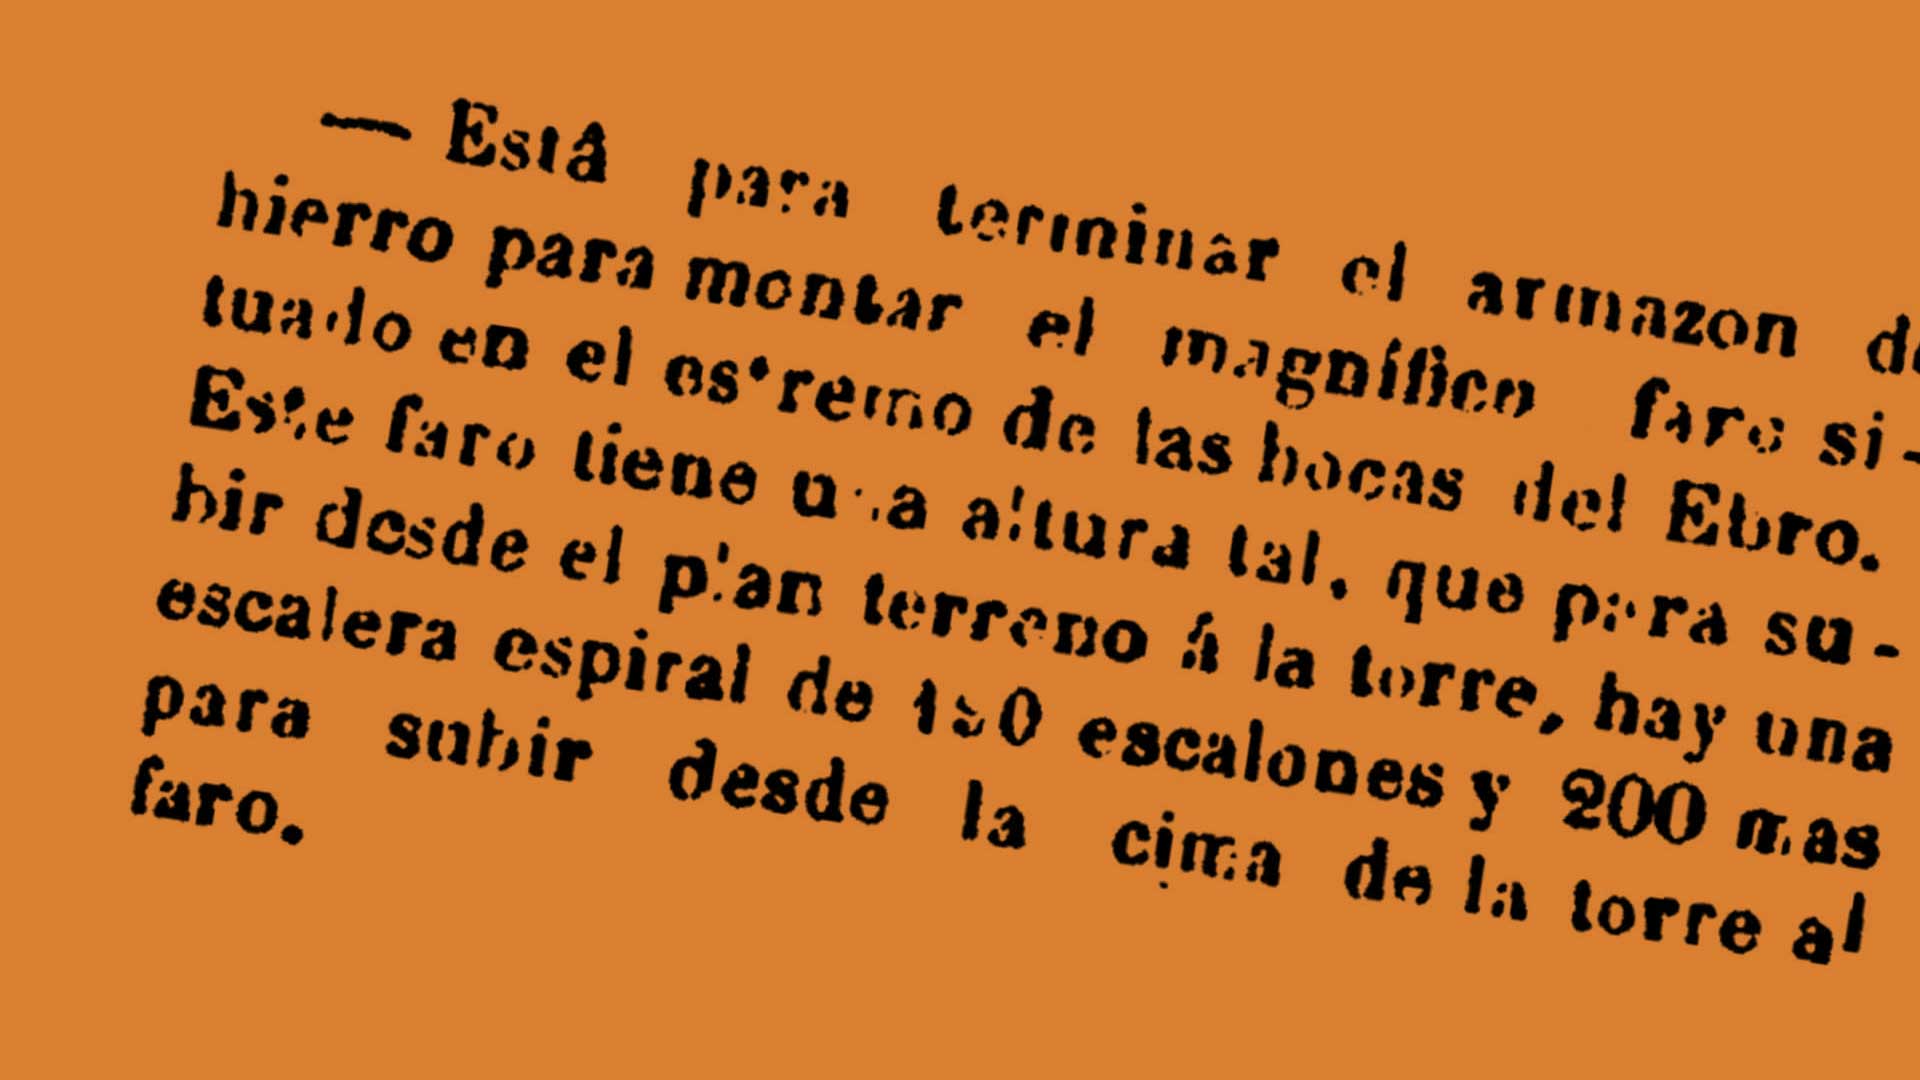 — Está para terminar el armazon de
hierro para montar el magnífico faro si-
tuado en el estremo de las bocas del Ebro.
Este faro tiene una altura tal, que para su-
bir desde el plan terreno á la torre, hay una
escalera espiral de escalones y 200 mas
para subir desde la cima de la torre al
faro.